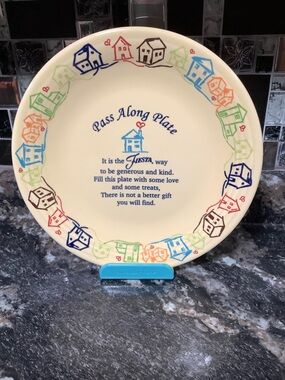 Pass Along Plate
It is the Fiesta way
to be generous and kind.
Fill this plate with some love
and some treats,
There is not a better gift
you will find.